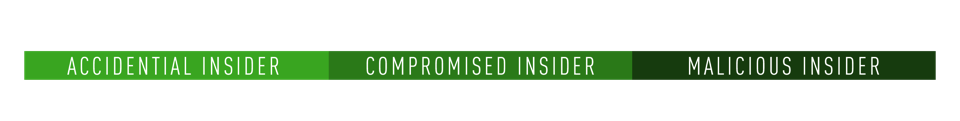 ACCIDENTIAL INSIDER COMPROMISED INSIDER MALICIOUS INSIDER